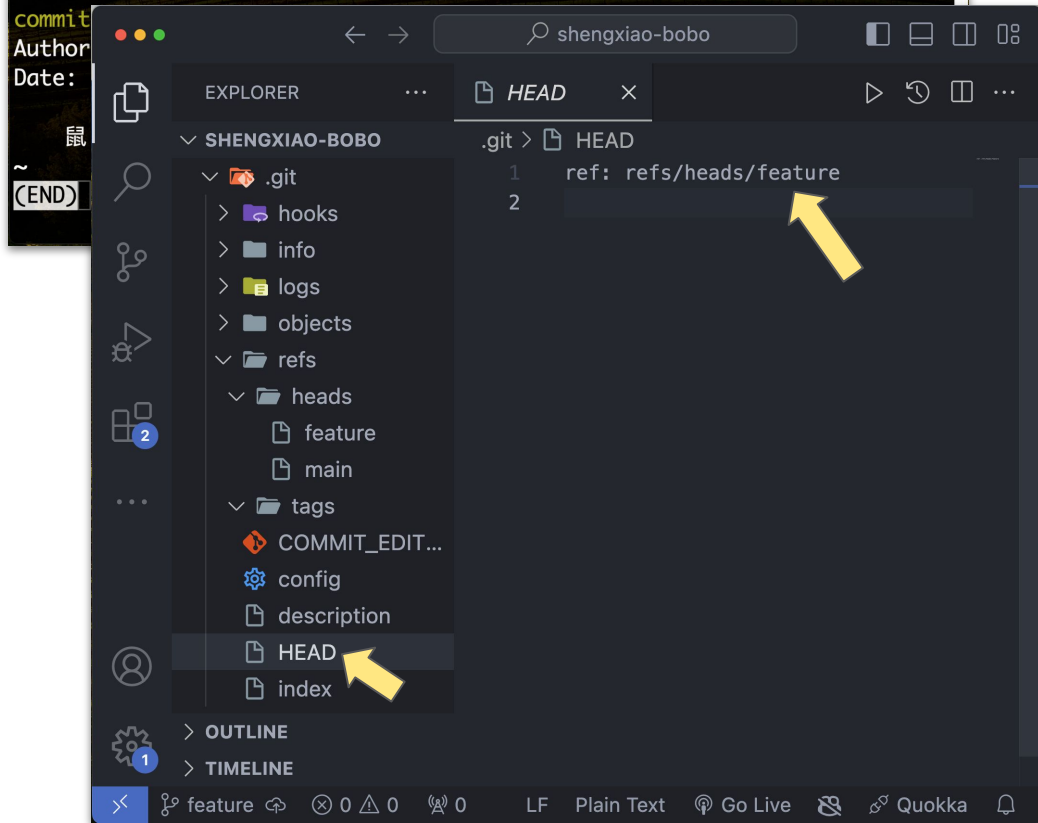 commit
Author
Date:
鼠
~
(END)
shengxiao-bobo
EXPLORER
HEAD
SHENGXIAO-BOBO
.git > HEAD
.git
1 ref: refs/heads/feature
2
hooks
info
logs
objects
refs
heads
feature
main
tags
COMMIT_EDIT...
config
description
HEAD
index
2
OUTLINE
1
TIMELINE
feature 0 0 0 LF Plain Text Go Live Quokka